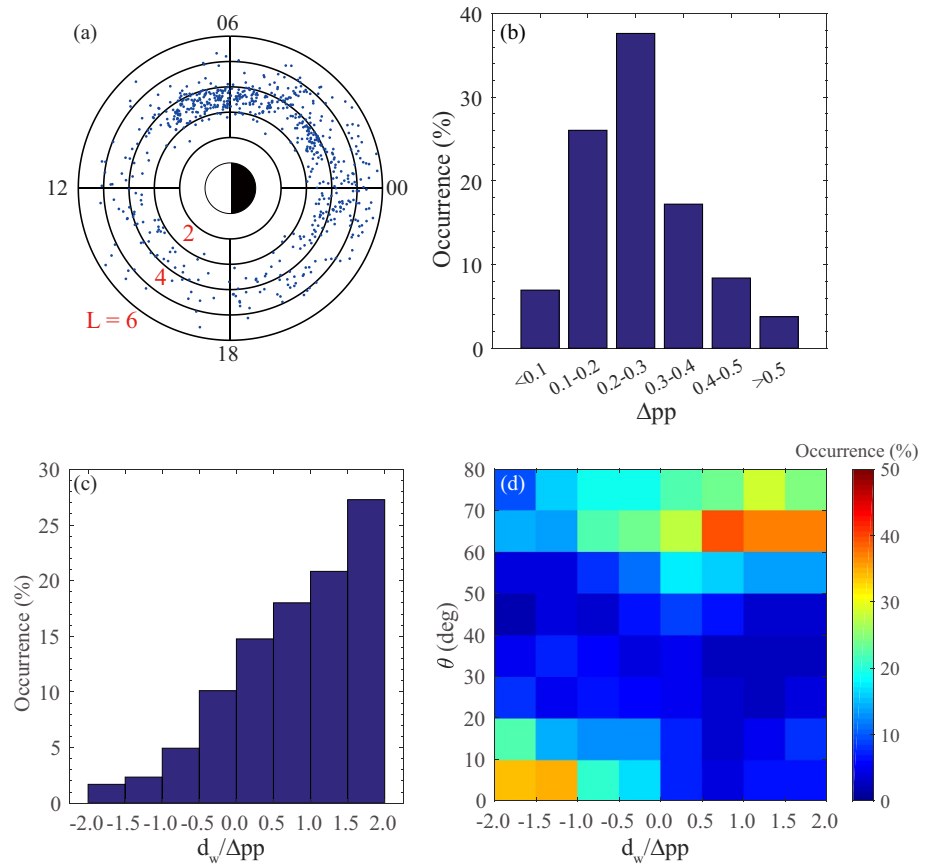 (a)
06
12
00
2
4
L = 6
18
(b)
40
30
20
10
0
Occurrence (%)
<0.1
0.1-0.2
0.2-0.3
0.3-0.4
0.4-0.5
>0.5
Δpp
(c)
30
25
20
15
10
5
0
Occurrence (%)
-2.0 -1.5 -1.0 -0.5 0.0 0.5 1.0 1.5 2.0
d_w/Δpp
(d)
Occurrence (%)
80
70
60
50
40
30
20
10
0
θ (deg)
-2.0 -1.5 -1.0 -0.5 0.0 0.5 1.0 1.5 2.0
d_w/Δpp
50
40
30
20
10
0